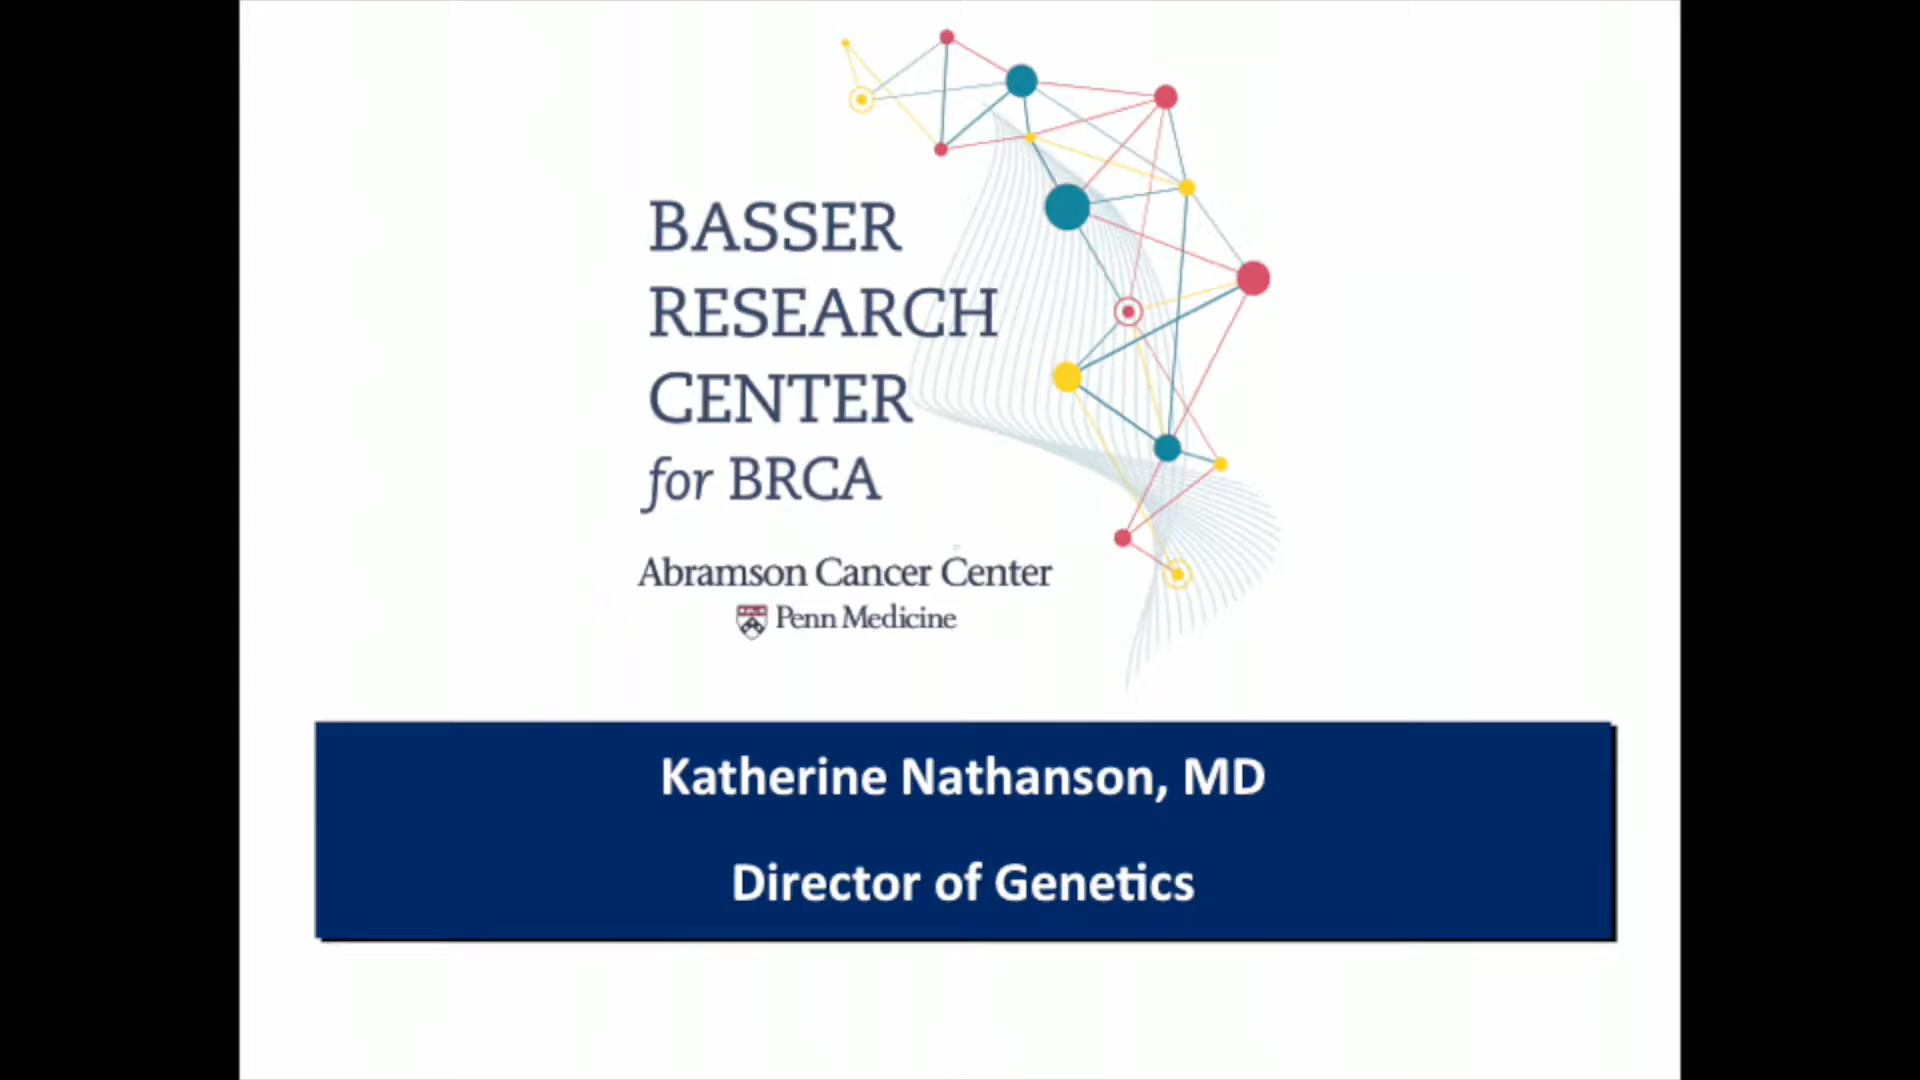 BASSER
RESEARCH
CENTER
for BRCA
Abramson Cancer Center
Penn Medicine
Katherine Nathanson, MD
Director of Genetics